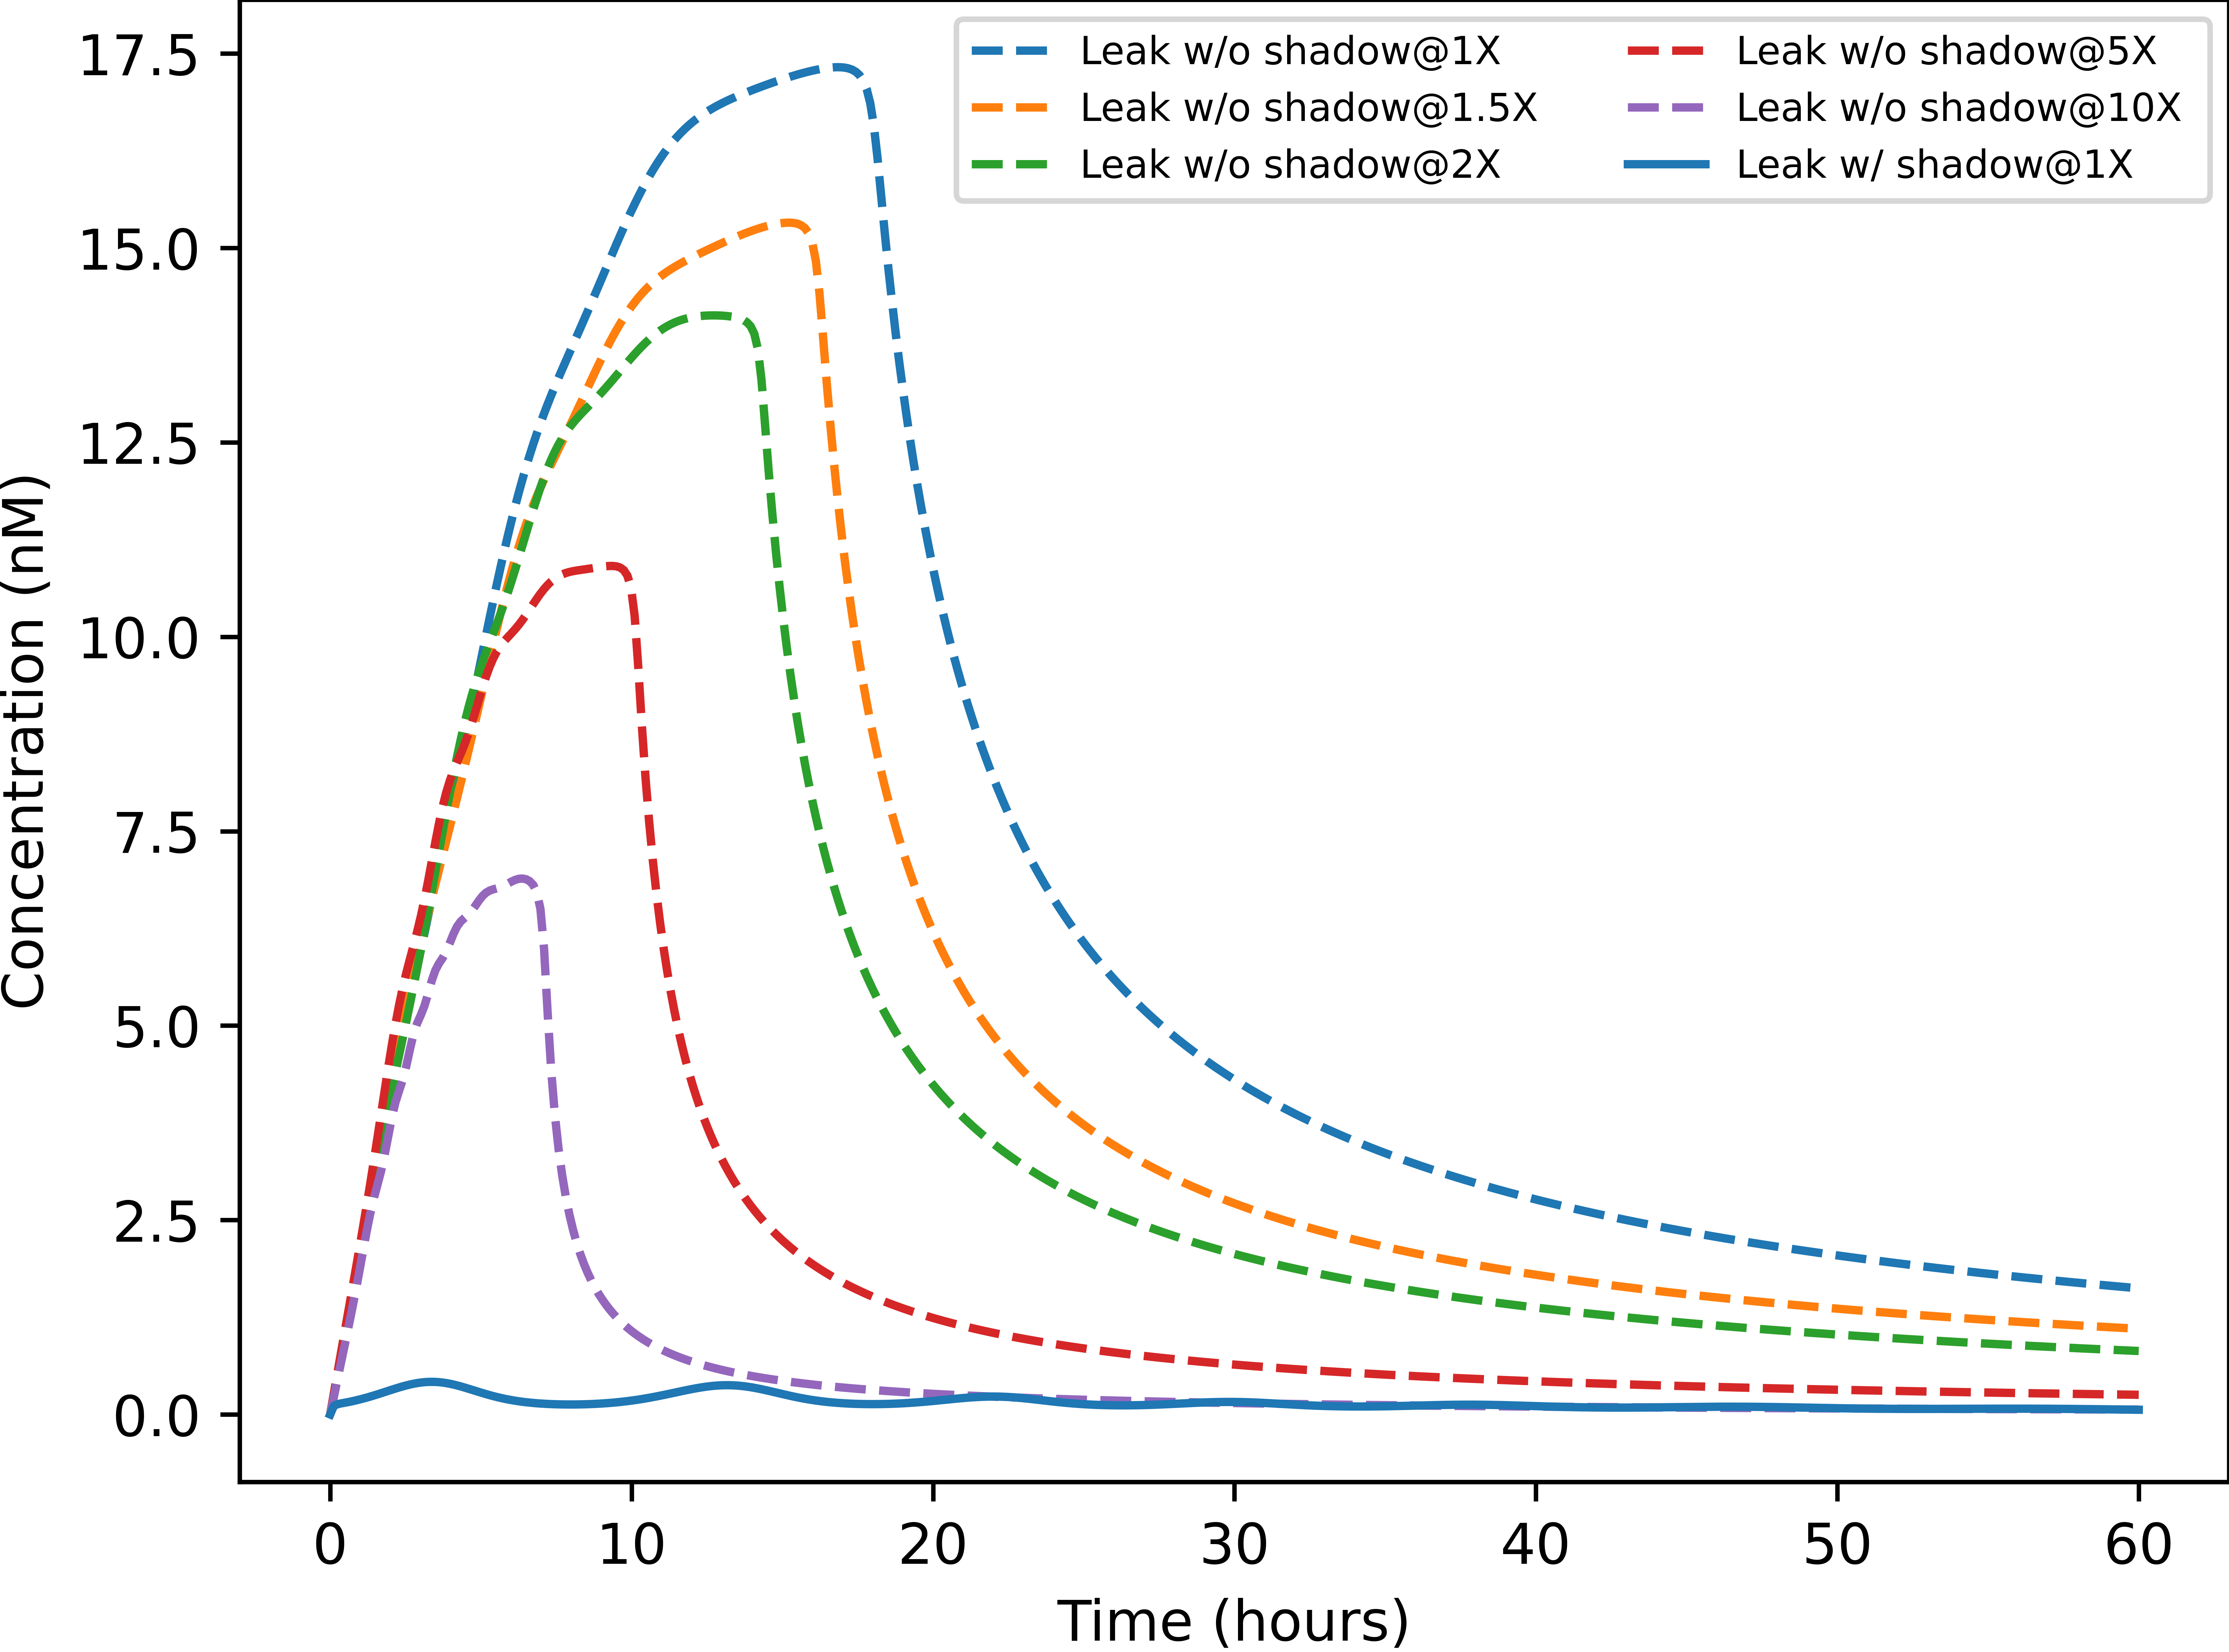 17.5
15.0
12.5
10.0
7.5
5.0
2.5
0.0
Concentration (nM)
Leak w/o shadow@1X
Leak w/o shadow@1.5X
Leak w/o shadow@2X
Leak w/o shadow@5X
Leak w/o shadow@10X
Leak w/ shadow@1X
0 10 20 30 40 50 60
Time (hours)